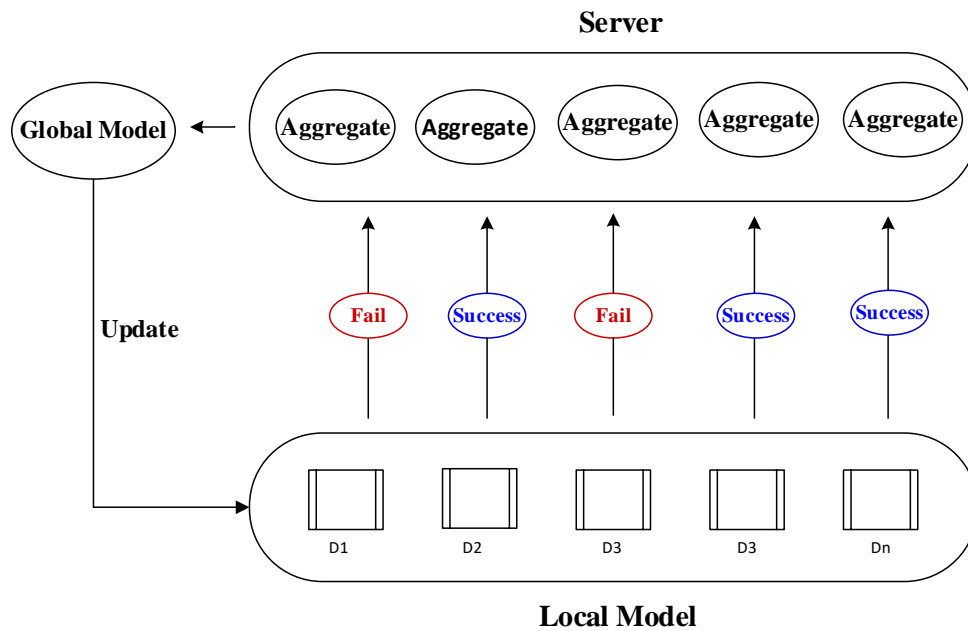 Server
Global Model
Aggregate
Aggregate
Aggregate
Aggregate
Aggregate
Fail
Success
Fail
Success
Success
Update
D1
D2
D3
D3
Dn
Local Model